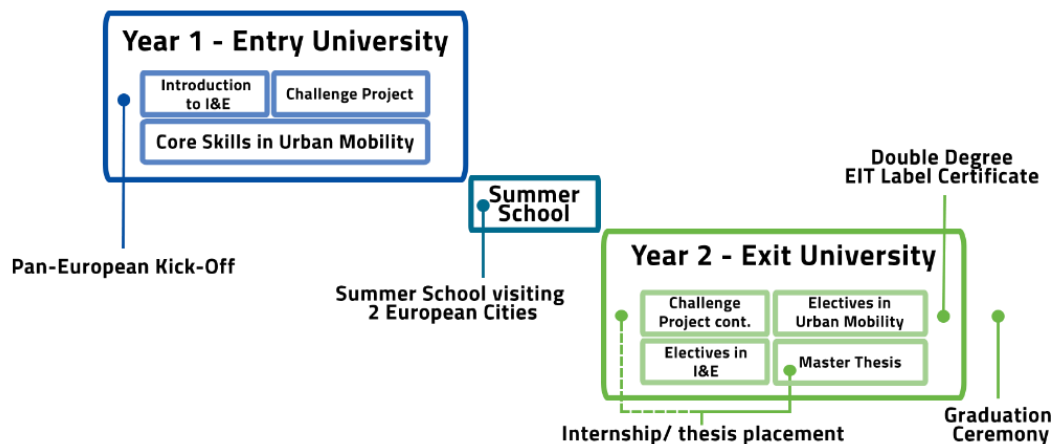 Year 1 - Entry University
Introduction
to I&E
Challenge Project
Core Skills in Urban Mobility
Pan-European Kick-Off
Summer
School
Summer School visiting
2 European Cities
Double Degree
EIT Label Certificate
Year 2 - Exit University
Challenge
Project cont.
Electives in
Urban Mobility
Electives in
I&E
Master Thesis
Internship/ thesis placement
Graduation
Ceremony